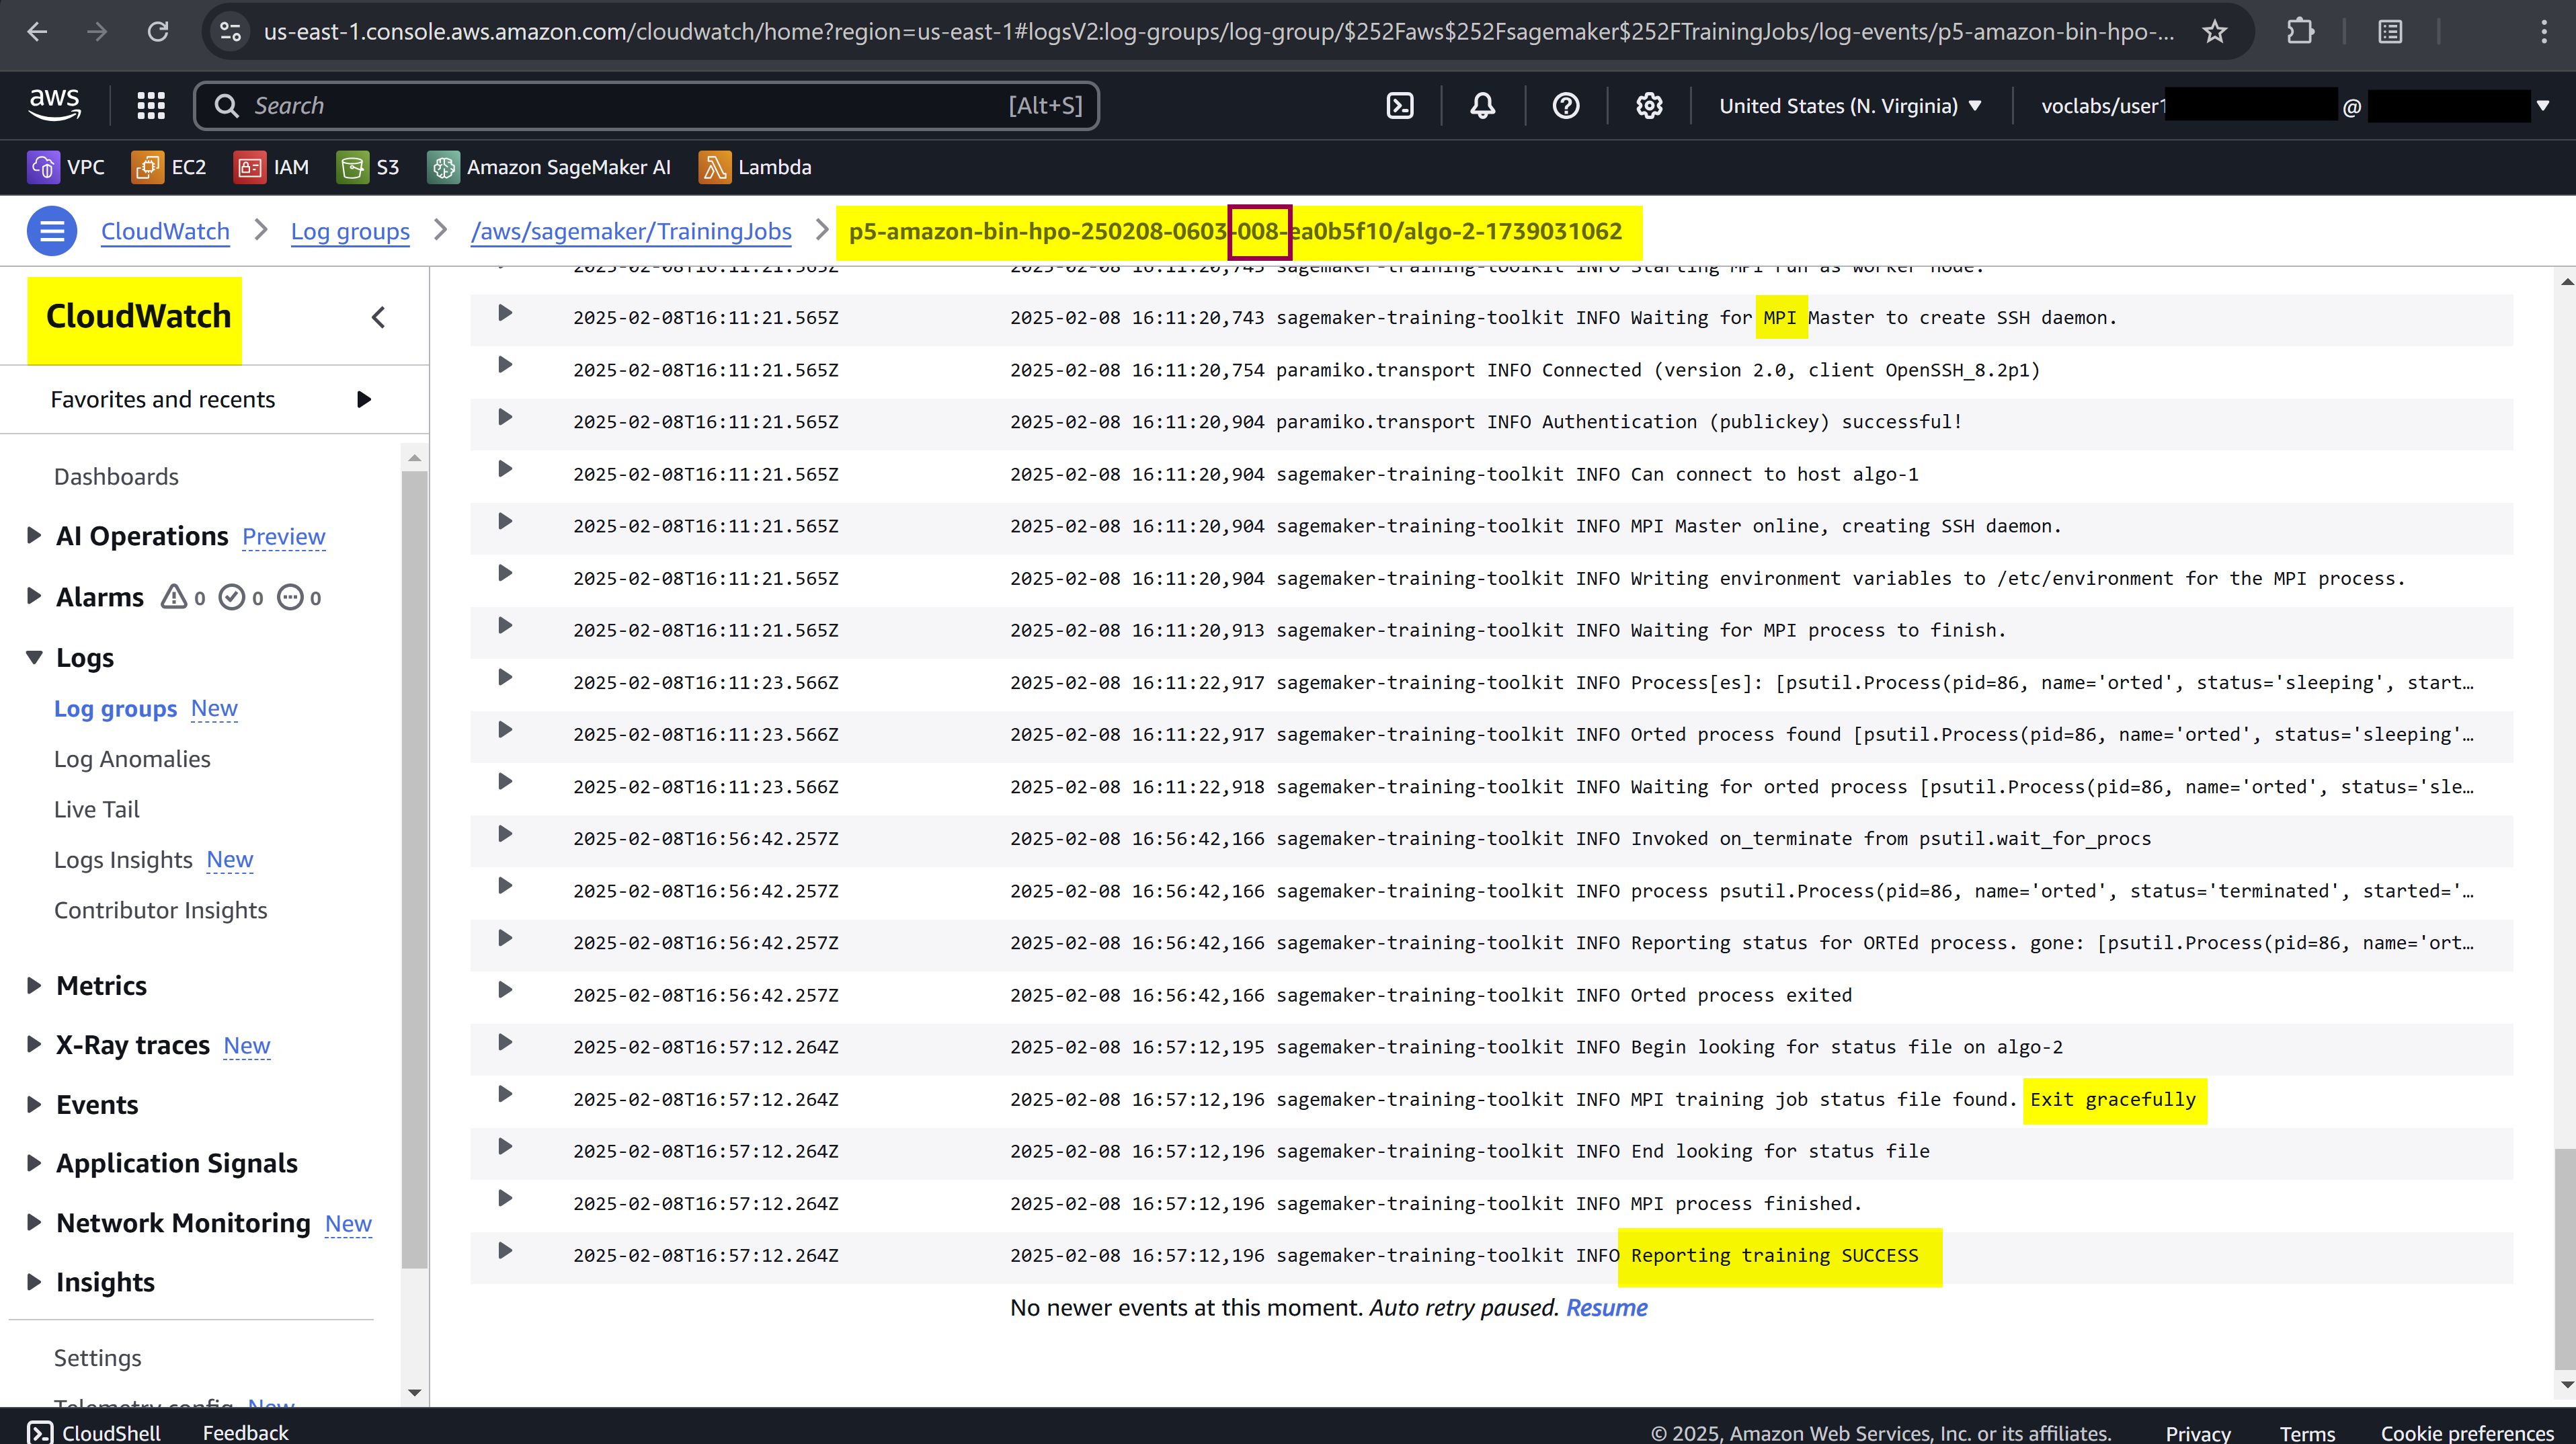 us-east-1.console.aws.amazon.com/cloudwatch/home?region=us-east-1#logsV2:log-groups/log-group/$252Faws$252Fsagemaker$252FTrainingJobs/log-events/p5-amazon-bin-hpo-...
aws Search [Alt+S] United States (N. Virginia) voclabs/user1 @
VPC EC2 IAM S3 Amazon SageMaker AI Lambda
CloudWatch Log groups /aws/sagemaker/TrainingJobs p5-amazon-bin-hpo-250208-0603-008-ea0b5f10/algo-2-1739031062
CloudWatch
Favorites and recents
Dashboards
AI Operations Preview
Alarms 0 0 0
Logs
Log groups New
Log Anomalies
Live Tail
Logs Insights New
Contributor Insights
Metrics
X-Ray traces New
Events
Application Signals
Network Monitoring New
Insights
Settings
Telemetry config New
2025-02-08T16:11:21.565Z 2025-02-08 16:11:20,743 sagemaker-training-toolkit INFO Starting MPI run as worker node.
2025-02-08T16:11:21.565Z 2025-02-08 16:11:20,743 sagemaker-training-toolkit INFO Waiting for MPI Master to create SSH daemon.
2025-02-08T16:11:21.565Z 2025-02-08 16:11:20,754 paramiko.transport INFO Connected (version 2.0, client OpenSSH_8.2p1)
2025-02-08T16:11:21.565Z 2025-02-08 16:11:20,904 paramiko.transport INFO Authentication (publickey) successful!
2025-02-08T16:11:21.565Z 2025-02-08 16:11:20,904 sagemaker-training-toolkit INFO Can connect to host algo-1
2025-02-08T16:11:21.565Z 2025-02-08 16:11:20,904 sagemaker-training-toolkit INFO MPI Master online, creating SSH daemon.
2025-02-08T16:11:21.565Z 2025-02-08 16:11:20,904 sagemaker-training-toolkit INFO Writing environment variables to /etc/environment for the MPI process.
2025-02-08T16:11:21.565Z 2025-02-08 16:11:20,913 sagemaker-training-toolkit INFO Waiting for MPI process to finish.
2025-02-08T16:11:23.566Z 2025-02-08 16:11:22,917 sagemaker-training-toolkit INFO Process[es]: [psutil.Process(pid=86, name='orted', status='sleeping', start…
2025-02-08T16:11:23.566Z 2025-02-08 16:11:22,917 sagemaker-training-toolkit INFO Orted process found [psutil.Process(pid=86, name='orted', status='sleeping'…
2025-02-08T16:11:23.566Z 2025-02-08 16:11:22,918 sagemaker-training-toolkit INFO Waiting for orted process [psutil.Process(pid=86, name='orted', status='sle…
2025-02-08T16:56:42.257Z 2025-02-08 16:56:42,166 sagemaker-training-toolkit INFO Invoked on_terminate from psutil.wait_for_procs
2025-02-08T16:56:42.257Z 2025-02-08 16:56:42,166 sagemaker-training-toolkit INFO process psutil.Process(pid=86, name='orted', status='terminated', started='…
2025-02-08T16:56:42.257Z 2025-02-08 16:56:42,166 sagemaker-training-toolkit INFO Reporting status for ORTEd process. gone: [psutil.Process(pid=86, name='ort…
2025-02-08T16:56:42.257Z 2025-02-08 16:56:42,166 sagemaker-training-toolkit INFO Orted process exited
2025-02-08T16:57:12.264Z 2025-02-08 16:57:12,195 sagemaker-training-toolkit INFO Begin looking for status file on algo-2
2025-02-08T16:57:12.264Z 2025-02-08 16:57:12,196 sagemaker-training-toolkit INFO MPI training job status file found. Exit gracefully
2025-02-08T16:57:12.264Z 2025-02-08 16:57:12,196 sagemaker-training-toolkit INFO End looking for status file
2025-02-08T16:57:12.264Z 2025-02-08 16:57:12,196 sagemaker-training-toolkit INFO MPI process finished.
2025-02-08T16:57:12.264Z 2025-02-08 16:57:12,196 sagemaker-training-toolkit INFO Reporting training SUCCESS
No newer events at this moment. Auto retry paused. Resume
CloudShell Feedback © 2025, Amazon Web Services, Inc. or its affiliates. Privacy Terms Cookie preferences